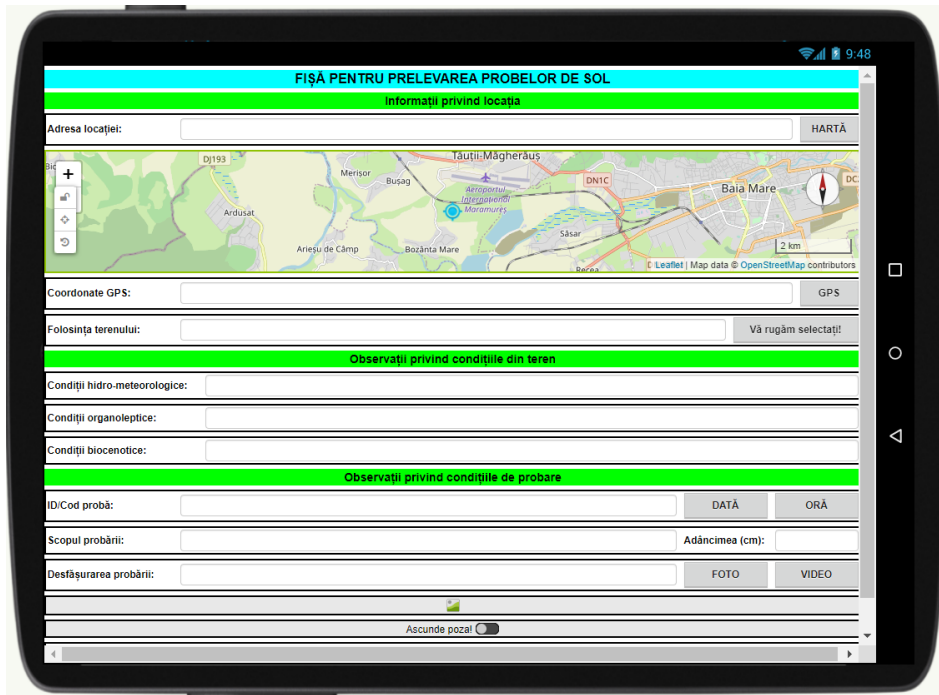 9:48
FIȘĂ PENTRU PRELEVAREA PROBELOR DE SOL
Informații privind locația
Adresa locației: HARTĂ
Tăuții-Măgherăuș
DJ193
Merișor
Bușag
DN1C
Baia Mare
Aeroportul
Internațional
Maramureș
Ardusat
Săsar
Arieșu de Câmp
Bozânta Mare
2 km
Recea
Leaflet | Map data © OpenStreetMap contributors
Coordonate GPS: GPS
Folosința terenului: Vă rugăm selectați!
Observații privind condițiile din teren
Condiții hidro-meteorologice:
Condiții organoleptice:
Condiții biocenotice:
Observații privind condițiile de probare
ID/Cod probă: DATĂ ORĂ
Scopul probării: Adâncimea (cm):
Desfășurarea probării: FOTO VIDEO
Ascunde poza!